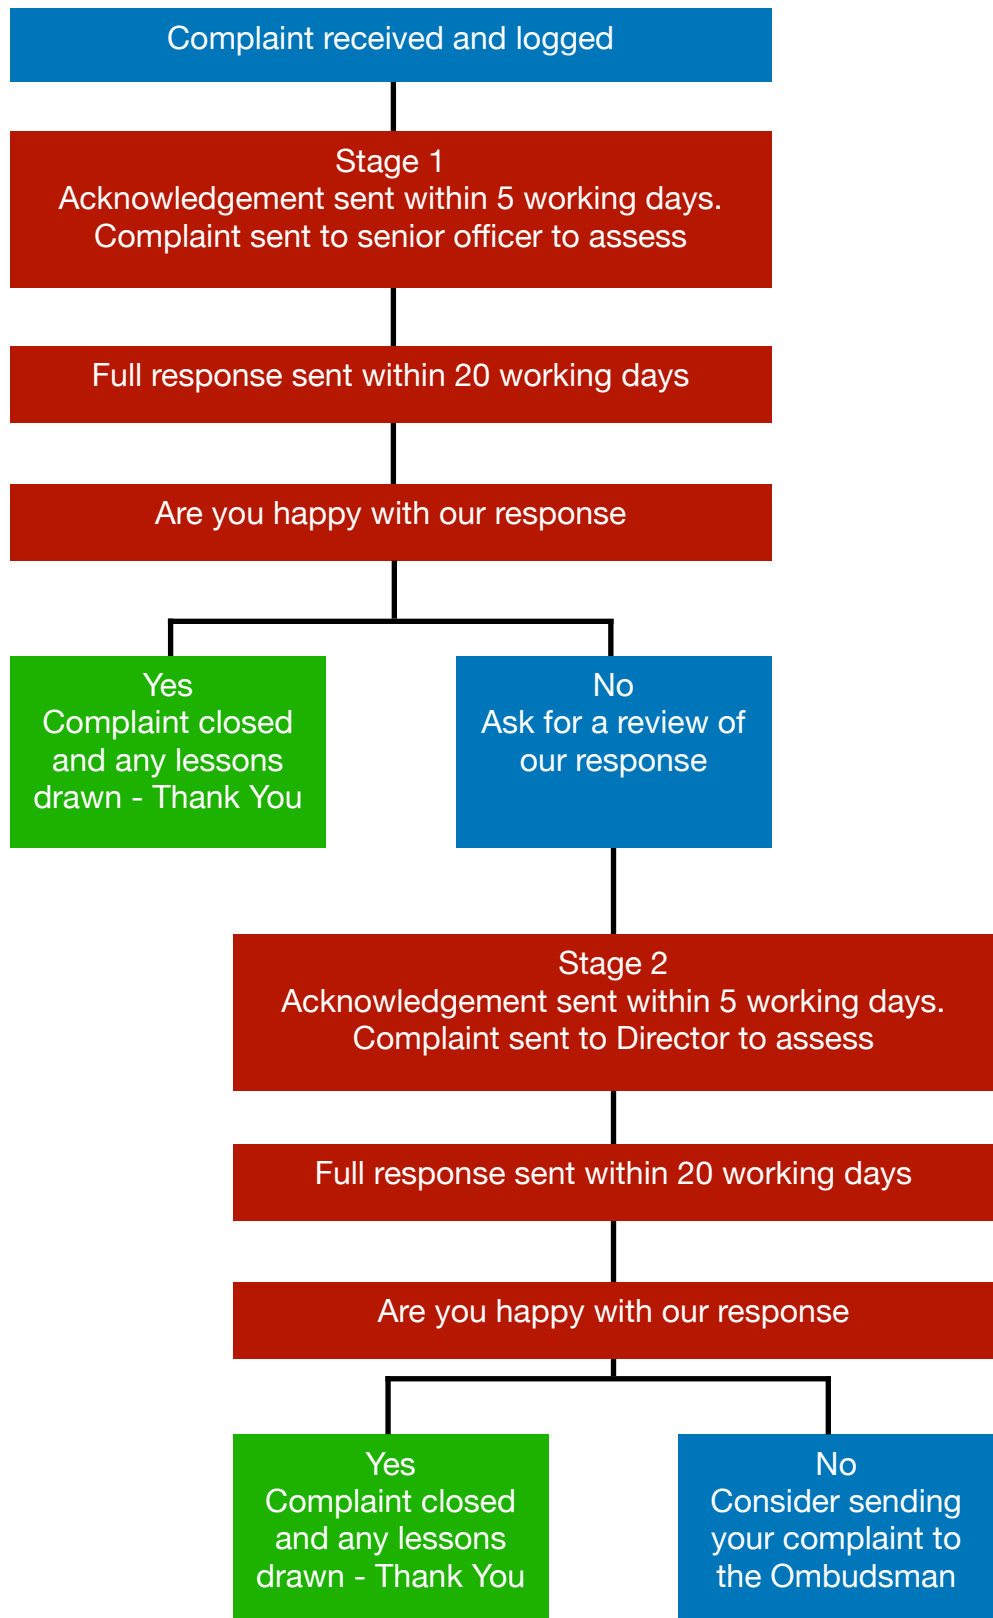 Complaint received and logged
Stage 1
Acknowledgement sent within 5 working days.
Complaint sent to senior officer to assess
Full response sent within 20 working days
Are you happy with our response
Yes
Complaint closed
and any lessons
drawn - Thank You
No
Ask for a review of
our response
Stage 2
Acknowledgement sent within 5 working days.
Complaint sent to Director to assess
Full response sent within 20 working days
Are you happy with our response
Yes
Complaint closed
and any lessons
drawn - Thank You
No
Consider sending
your complaint to
the Ombudsman